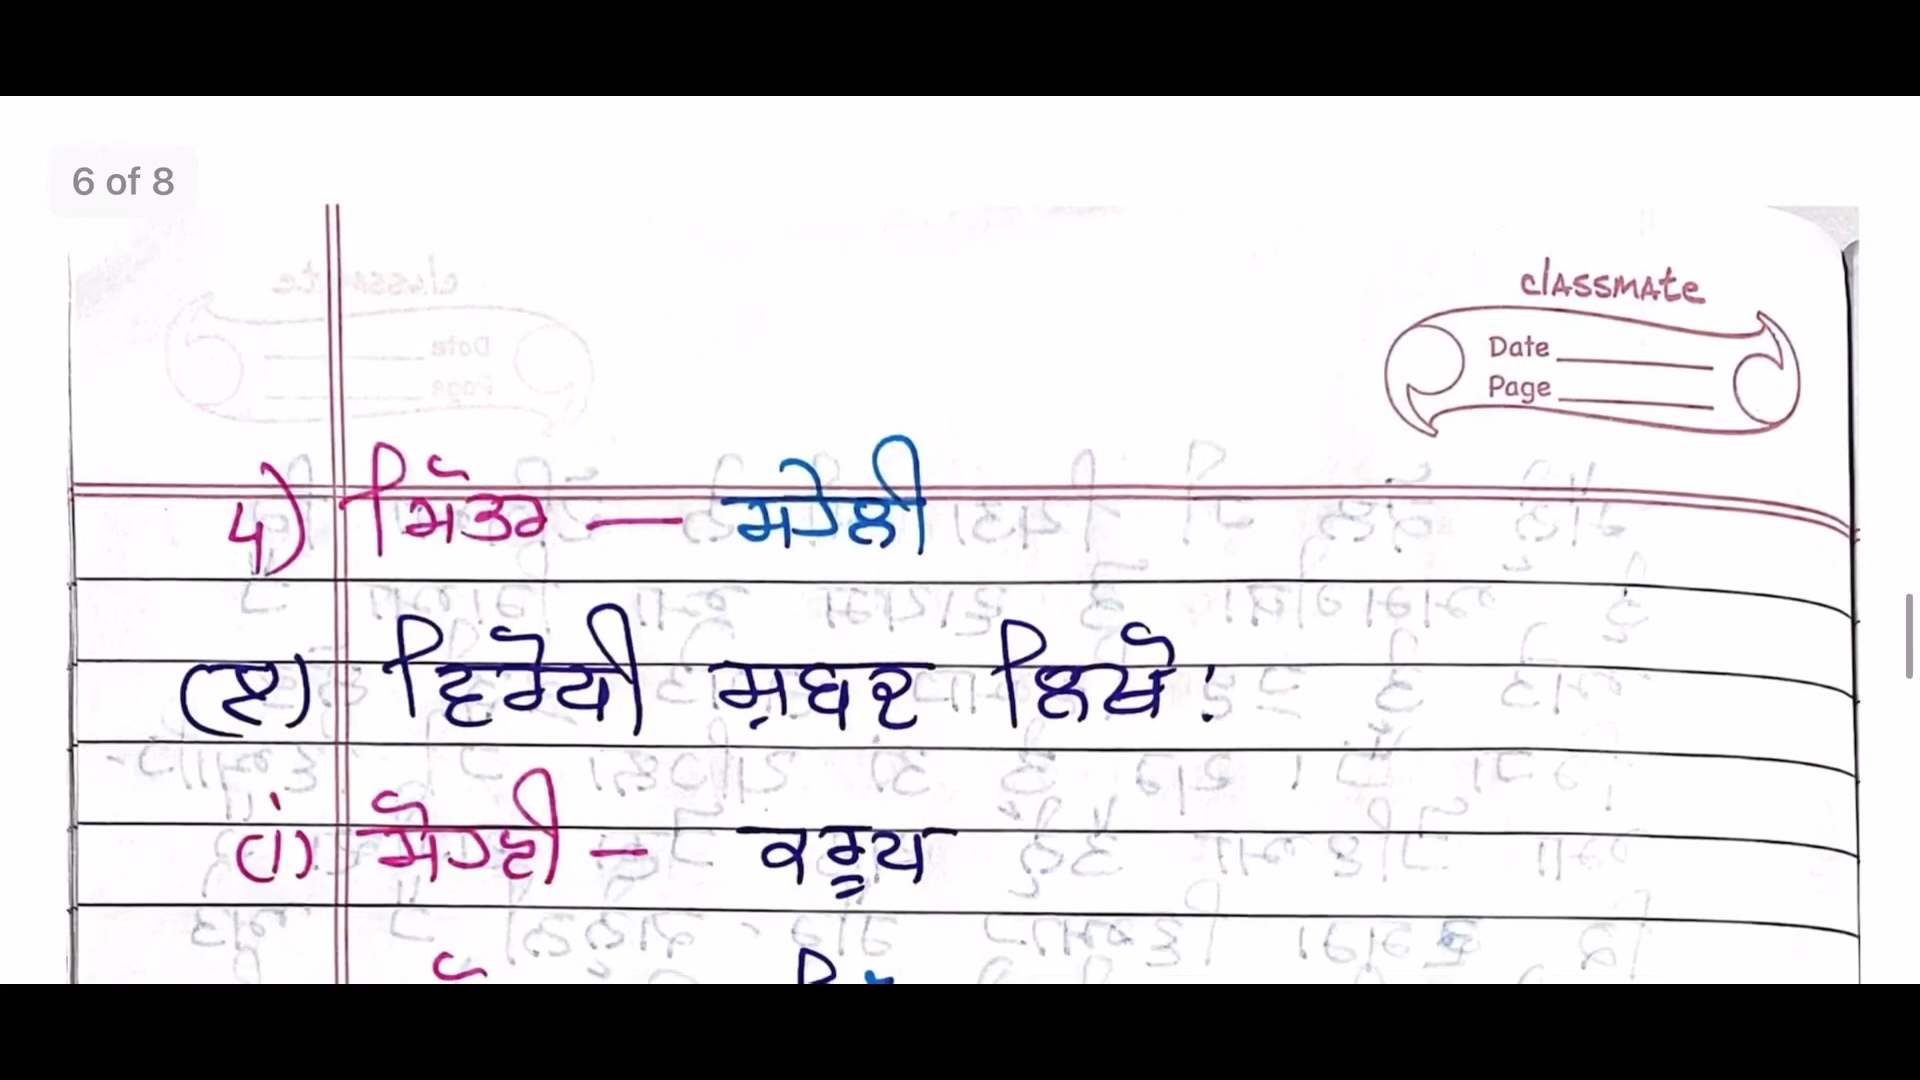 6 of 8
classmate
Date
Page
4) ਮਿੱਤਰ — ਸਹੇਲੀ
(ੲ) ਵਿਰੋਧੀ ਸ਼ਬਦ ਲਿਖੋ :
(i) ਸੋਹਣੀ - ਕਰੂਪ